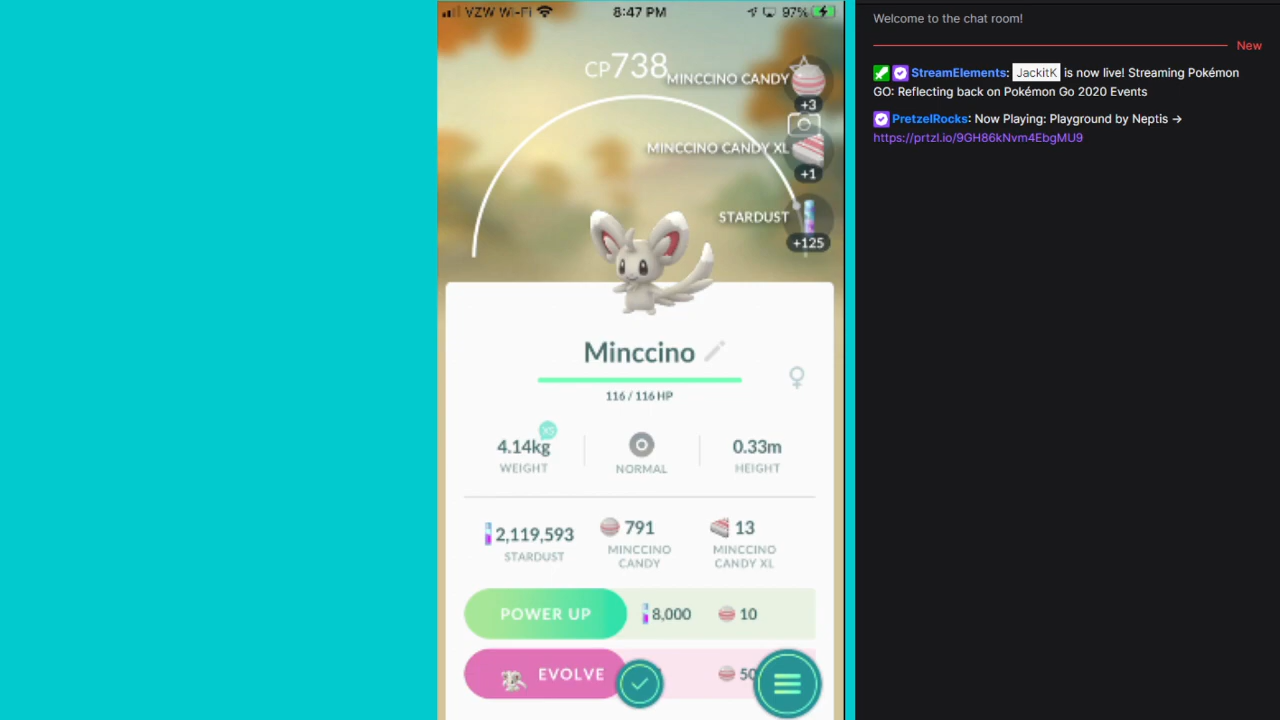 VZW Wi-Fi
8:47 PM
97%
CP738
MINCCINO CANDY
+3
MINCCINO CANDY XL
+1
STARDUST
+125
Minccino
116 / 116 HP
XS
4.14kg
WEIGHT
NORMAL
0.33m
HEIGHT
2,119,593
STARDUST
791
MINCCINO
CANDY
13
MINCCINO
CANDY XL
POWER UP
8,000
10
EVOLVE
50
Welcome to the chat room!
New
StreamElements: JackitK is now live! Streaming Pokémon
GO: Reflecting back on Pokémon Go 2020 Events
PretzelRocks: Now Playing: Playground by Neptis →
https://prtzl.io/9GH86kNvm4EbgMU9